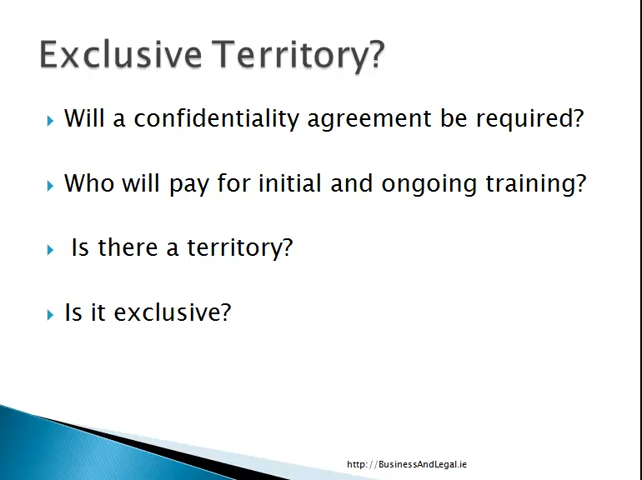 Exclusive Territory?
Will a confidentiality agreement be required?
Who will pay for initial and ongoing training?
Is there a territory?
Is it exclusive?
http://BusinessAndLegal.ie